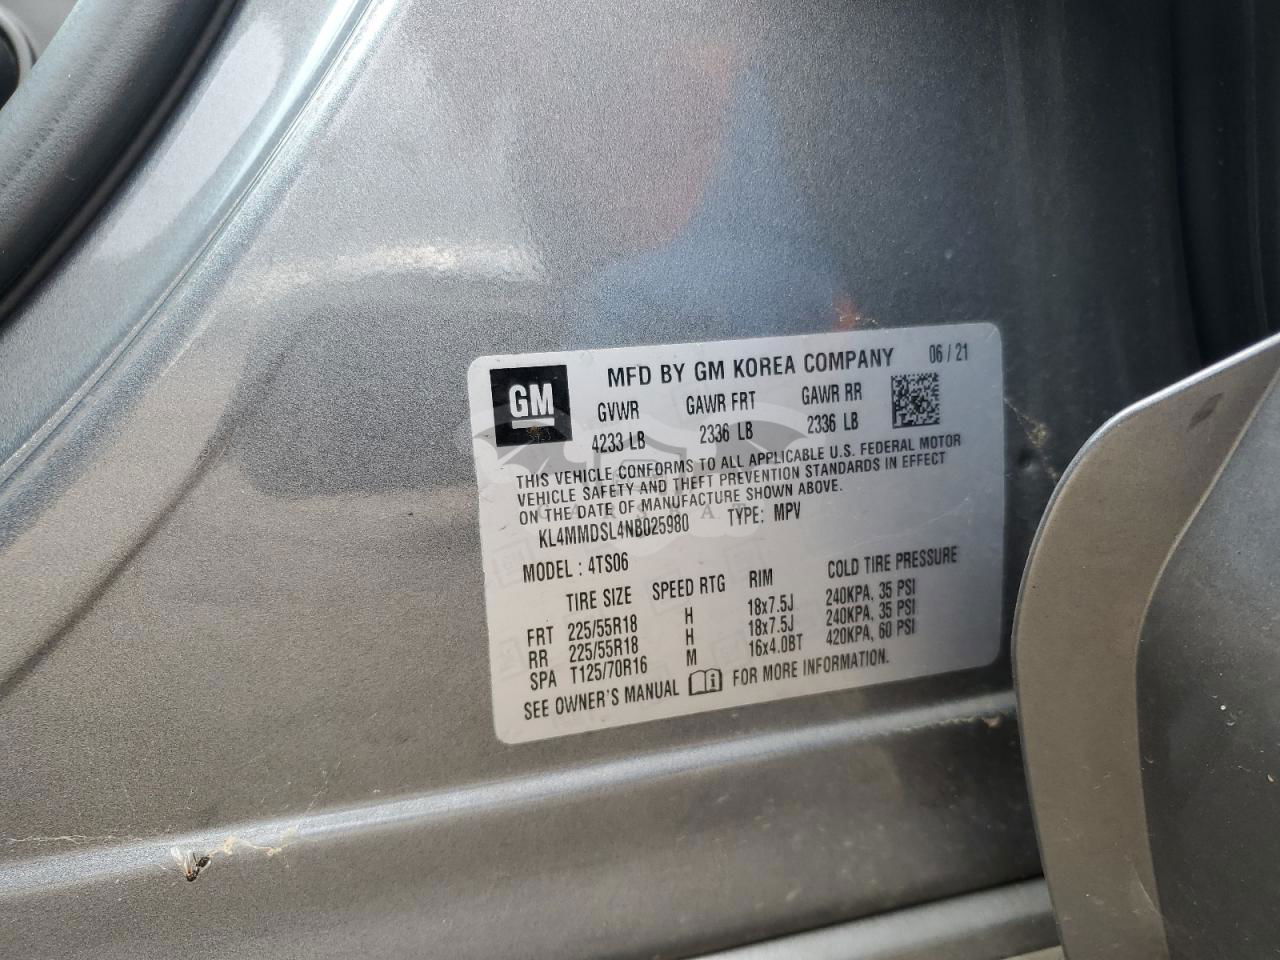 GM
MFD BY GM KOREA COMPANY 06 / 21
GVWR GAWR FRT GAWR RR
4233 LB 2336 LB 2336 LB
THIS VEHICLE CONFORMS TO ALL APPLICABLE U.S. FEDERAL MOTOR
VEHICLE SAFETY AND THEFT PREVENTION STANDARDS IN EFFECT
ON THE DATE OF MANUFACTURE SHOWN ABOVE.
KL4MMDSL4NB025980 TYPE: MPV
MODEL : 4TS06
TIRE SIZE SPEED RTG RIM COLD TIRE PRESSURE
FRT 225/55R18 H 18x7.5J 240KPA, 35 PSI
RR 225/55R18 H 18x7.5J 240KPA, 35 PSI
SPA T125/70R16 M 16x4.0BT 420KPA, 60 PSI
SEE OWNER'S MANUAL FOR MORE INFORMATION.